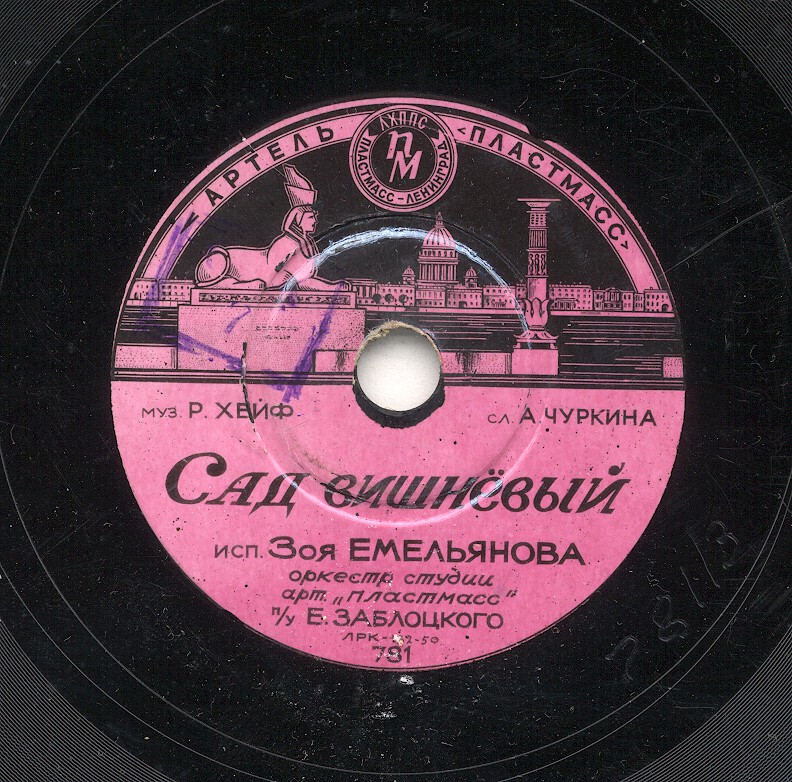 «АРТЕЛЬ «ПЛАСТМАСС»
ЛХППС
ПМ
ПЛАСТМАСС-ЛЕНИНГРАД
МУЗ. Р. ХЕЙФ
СЛ. А. ЧУРКИНА
САД ВИШНЁВЫЙ
ИСП. Зоя ЕМЕЛЬЯНОВА
оркестр студии
арт. „пластмасс"
п/у Е. ЗАБЛОЦКОГО
781